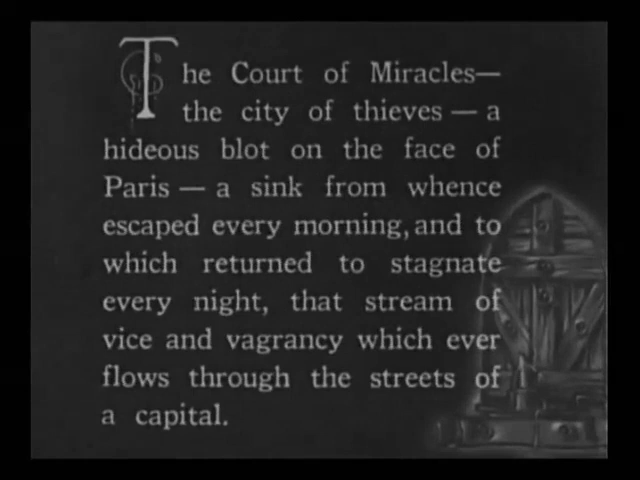 The Court of Miracles—
the city of thieves — a
hideous blot on the face of
Paris — a sink from whence
escaped every morning, and to
which returned to stagnate
every night, that stream of
vice and vagrancy which ever
flows through the streets of
a capital.